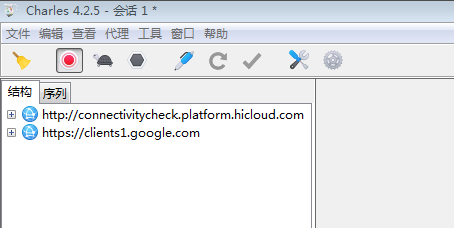 Charles 4.2.5 - 会话 1 *
文件 编辑 查看 代理 工具 窗口 帮助
结构 序列
http://connectivitycheck.platform.hicloud.com
https://clients1.google.com